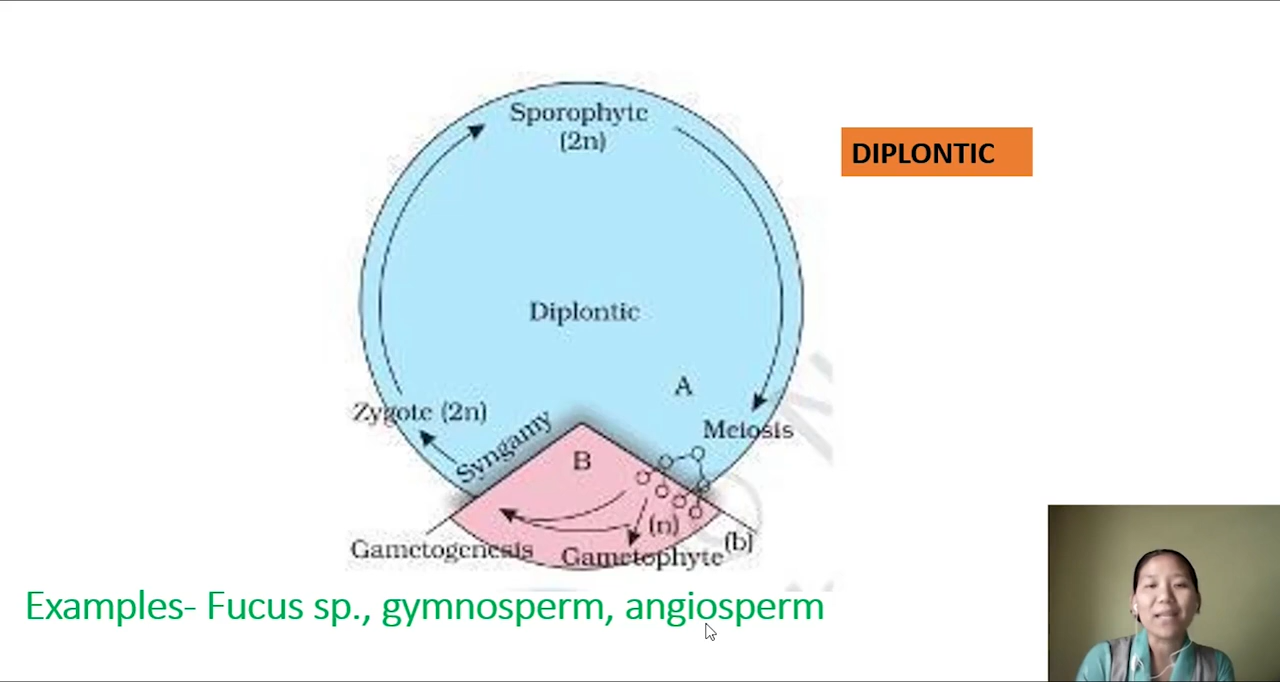 Sporophyte
(2n)
DIPLONTIC
Diplontic
A
Zygote (2n)
Meiosis
Syngamy
B
(n)
(b)
Gametogenesis
Gametophyte
Examples- Fucus sp., gymnosperm, angiosperm